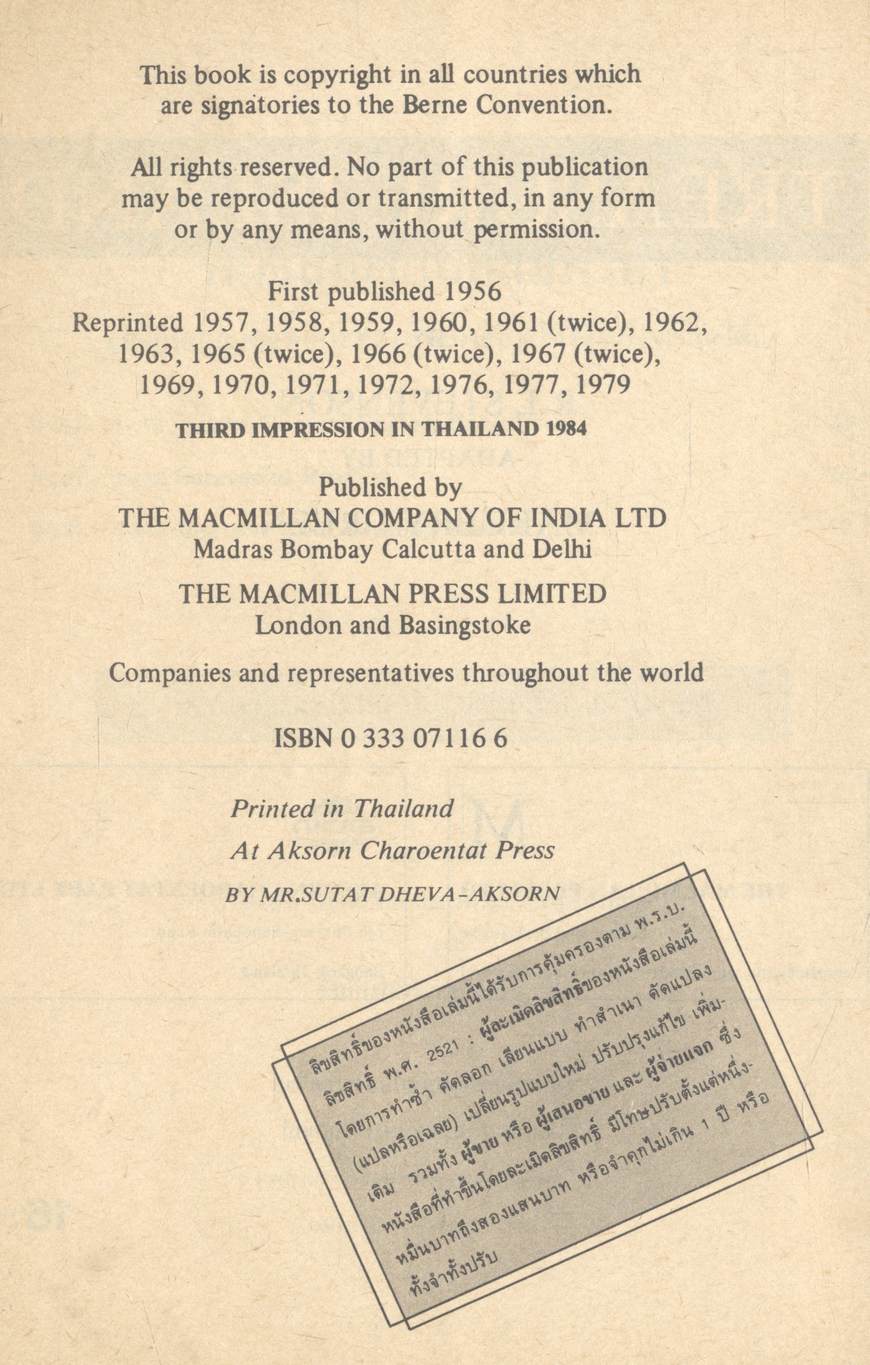 This book is copyright in all countries which
are signatories to the Berne Convention.
All rights reserved. No part of this publication
may be reproduced or transmitted, in any form
or by any means, without permission.
First published 1956
Reprinted 1957, 1958, 1959, 1960, 1961 (twice), 1962,
1963, 1965 (twice), 1966 (twice), 1967 (twice),
1969, 1970, 1971, 1972, 1976, 1977, 1979
THIRD IMPRESSION IN THAILAND 1984
Published by
THE MACMILLAN COMPANY OF INDIA LTD
Madras Bombay Calcutta and Delhi
THE MACMILLAN PRESS LIMITED
London and Basingstoke
Companies and representatives throughout the world
ISBN 0 333 07116 6
Printed in Thailand
At Aksorn Charoentat Press
BY MR.SUTAT DHEVA-AKSORN
ลิขสิทธิ์ของหนังสือเล่มนี้ได้รับการคุ้มครองตาม พ.ร.บ.
ลิขสิทธิ์ พ.ศ. 2521 : ผู้ละเมิดลิขสิทธิ์ของหนังสือเล่มนี้
โดยการทำซ้ำ คัดลอก เลียนแบบ ทำสำเนา ดัดแปลง
(แปลหรือเฉลย) เปลี่ยนรูปแบบใหม่ ปรับปรุงแก้ไข เพิ่ม-
เติม รวมทั้ง ผู้ขาย หรือ ผู้เสนอขาย และ ผู้จ่ายแจก ซึ่ง
หนังสือที่ทำขึ้นโดยละเมิดลิขสิทธิ์ มีโทษปรับตั้งแต่หนึ่ง-
หมื่นบาทถึงสองแสนบาท หรือจำคุกไม่เกิน 1 ปี หรือ
ทั้งจำทั้งปรับ